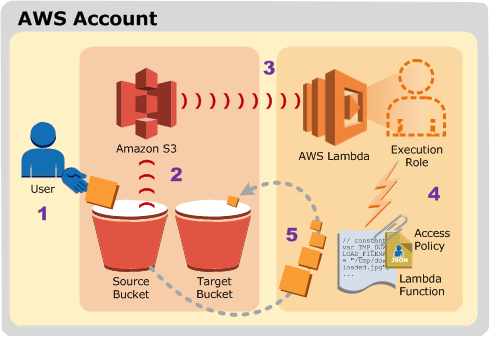 AWS Account
3
Amazon S3
AWS Lambda
Execution
Role
2
User
4
1
5
// constant
var TMP_DOW
LOAD_FILENA
= "/tmp/dow
loaded.jpg"
...
Access
Policy
JSON
Lambda
Function
Source
Bucket
Target
Bucket